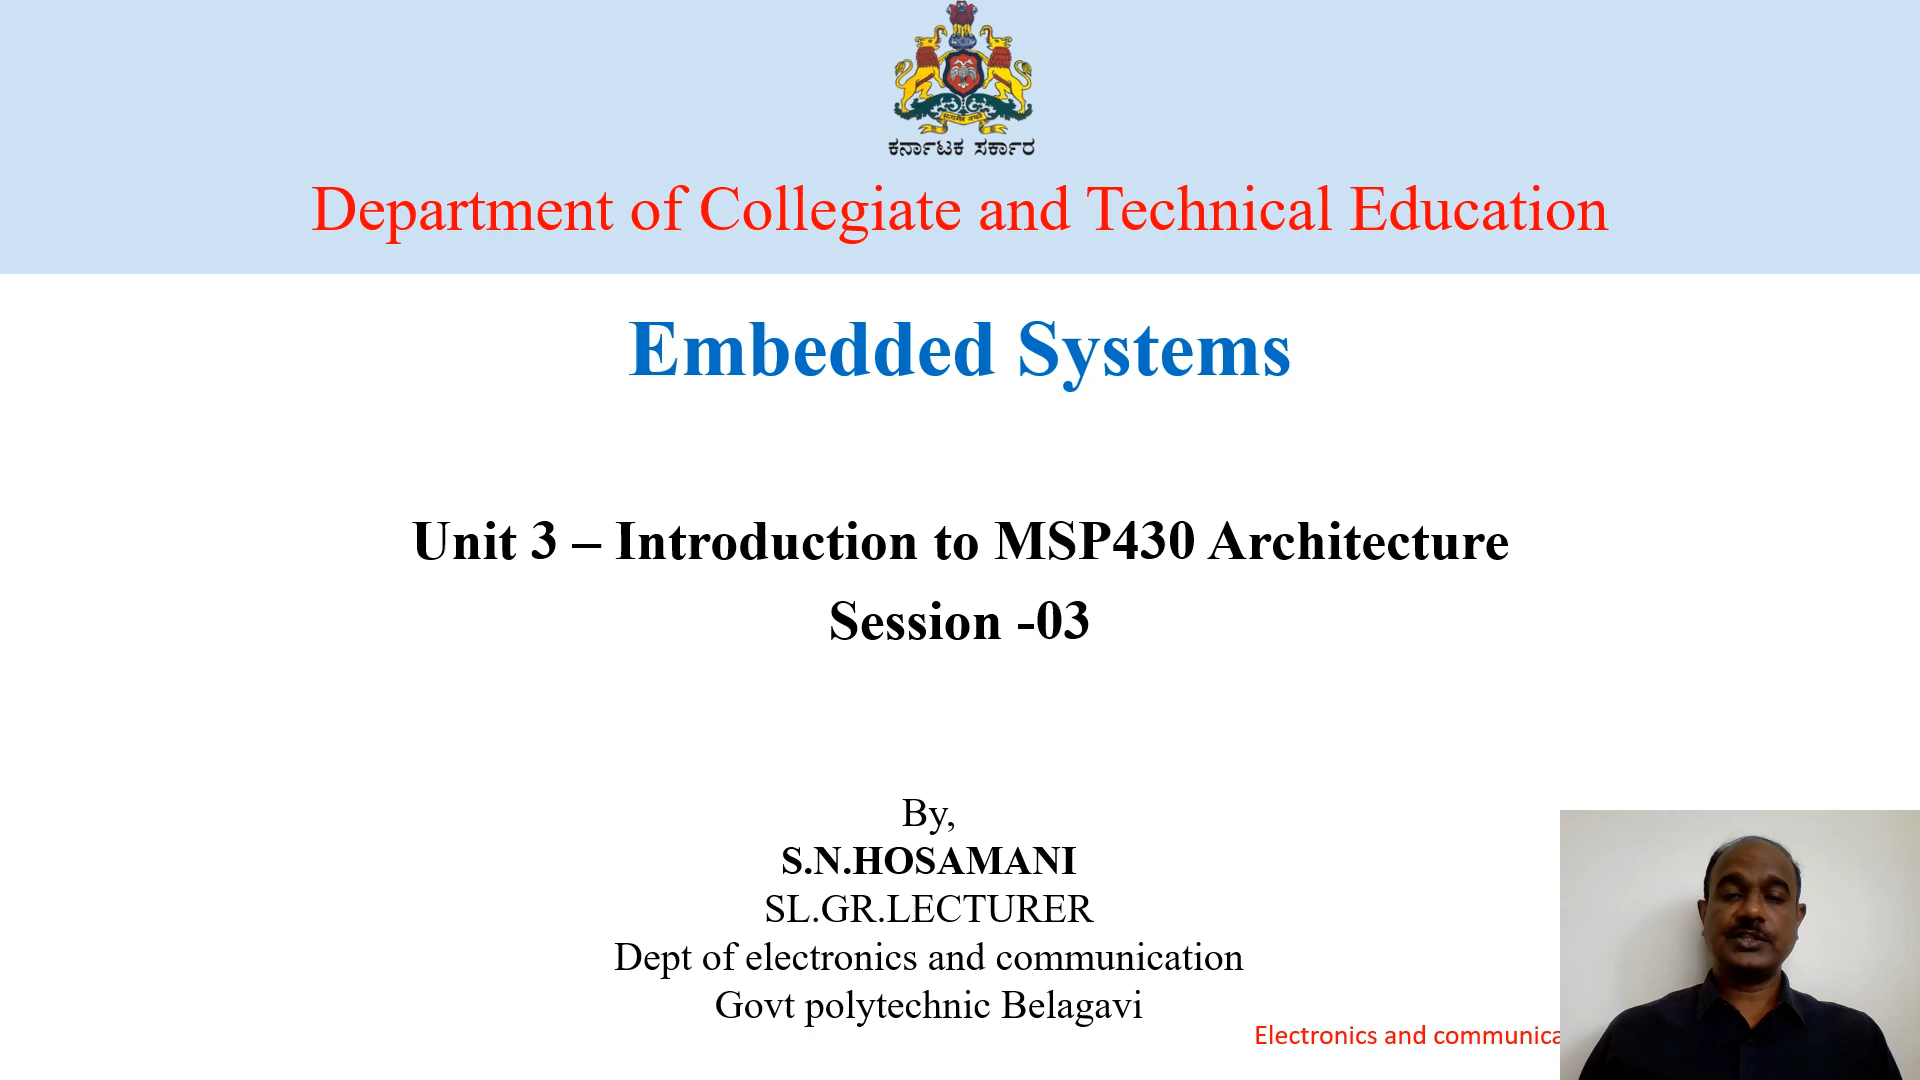 ಕರ್ನಾಟಕ ಸರ್ಕಾರ
Department of Collegiate and Technical Education
Embedded Systems
Unit 3 – Introduction to MSP430 Architecture
Session -03
By,
S.N.HOSAMANI
SL.GR.LECTURER
Dept of electronics and communication
Govt polytechnic Belagavi
Electronics and communica